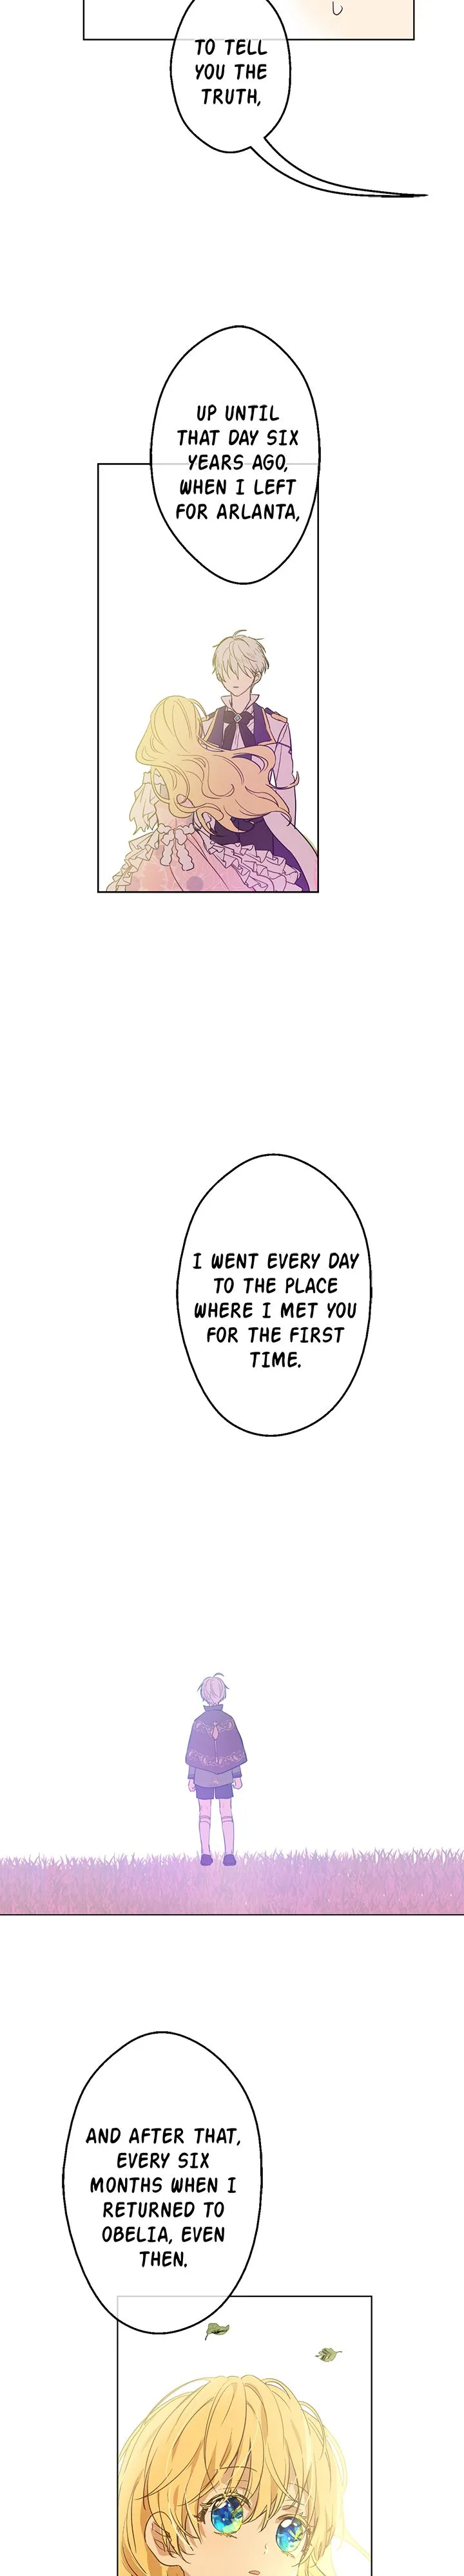 TO TELL
YOU THE
TRUTH,
UP UNTIL
THAT DAY SIX
YEARS AGO,
WHEN I LEFT
FOR ARLANTA,
I WENT EVERY DAY
TO THE PLACE
WHERE I MET YOU
FOR THE FIRST
TIME.
AND AFTER THAT,
EVERY SIX
MONTHS WHEN I
RETURNED TO
OBELIA, EVEN
THEN.